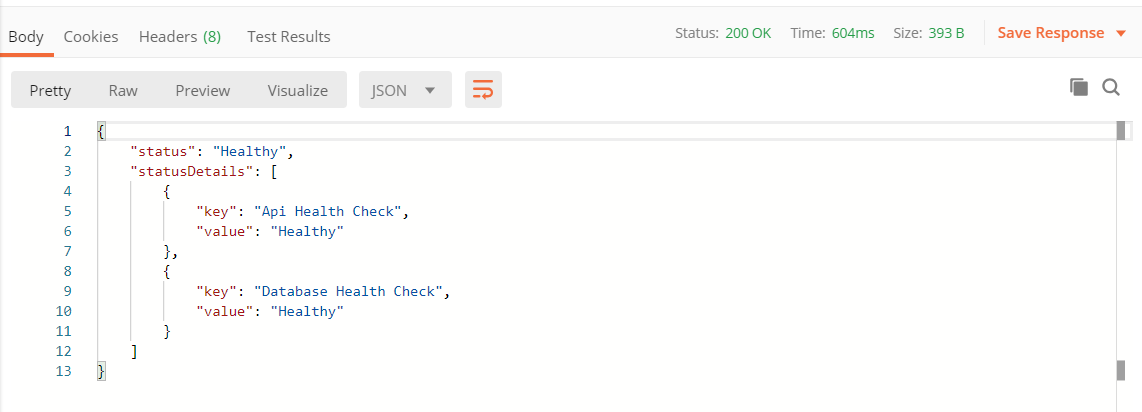 Body Cookies Headers (8) Test Results Status: 200 OK Time: 604ms Size: 393 B Save Response
Pretty Raw Preview Visualize JSON
1 {
2 "status": "Healthy",
3 "statusDetails": [
4 {
5 "key": "Api Health Check",
6 "value": "Healthy"
7 },
8 {
9 "key": "Database Health Check",
10 "value": "Healthy"
11 }
12 ]
13 }